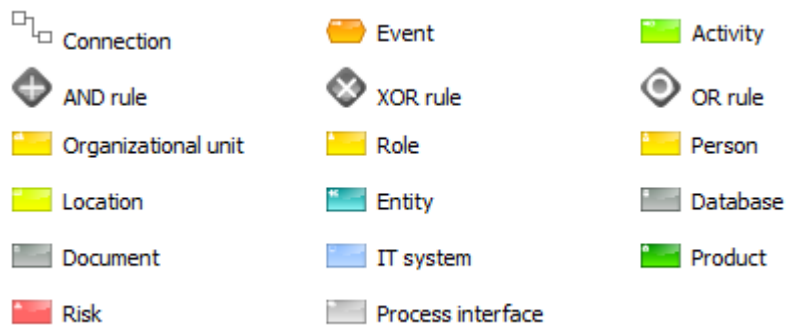 Connection
Event
Activity
AND rule
XOR rule
OR rule
Organizational unit
Role
Person
Location
Entity
Database
Document
IT system
Product
Risk
Process interface